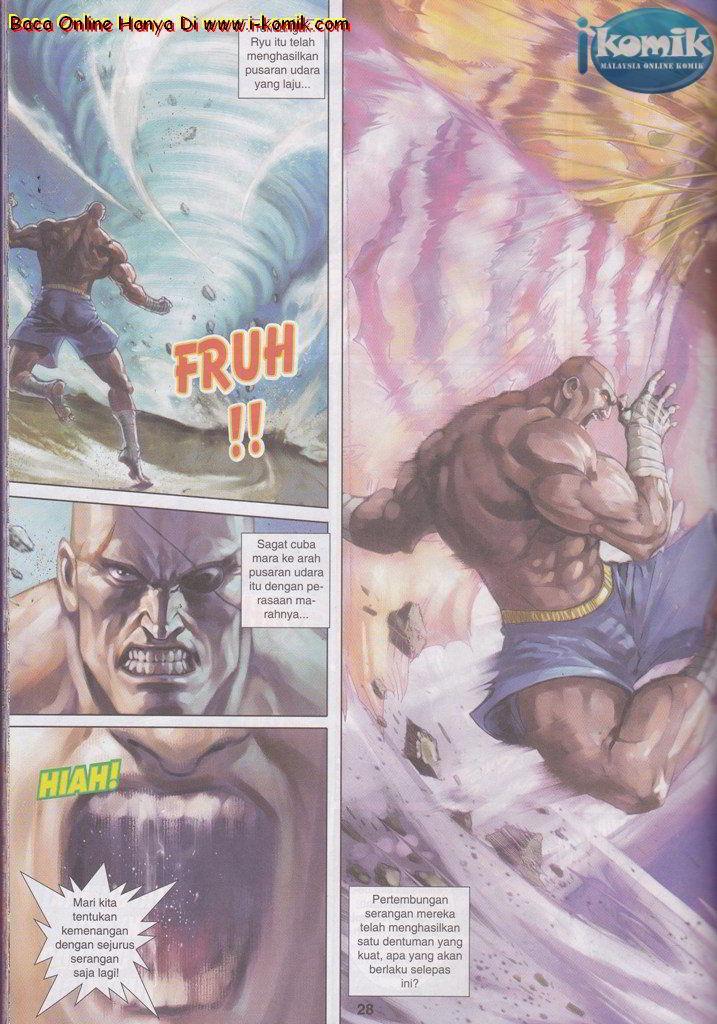 Baca Online Hanya Di www.i-komik.com
ikomik
MALAYSIA ONLINE KOMIK
Ryu itu telah
menghasilkan
pusaran udara
yang laju...
FRUH
!!
Sagat cuba
mara ke arah
pusaran udara
itu dengan pe-
rasaan ma-
rahnya...
HIAH!
Mari kita
tentukan
kemenangan
dengan sejurus
serangan
saja lagi!
Pertembungan
serangan mereka
telah menghasilkan
satu dentuman yang
kuat, apa yang akan
berlaku selepas
ini?
28